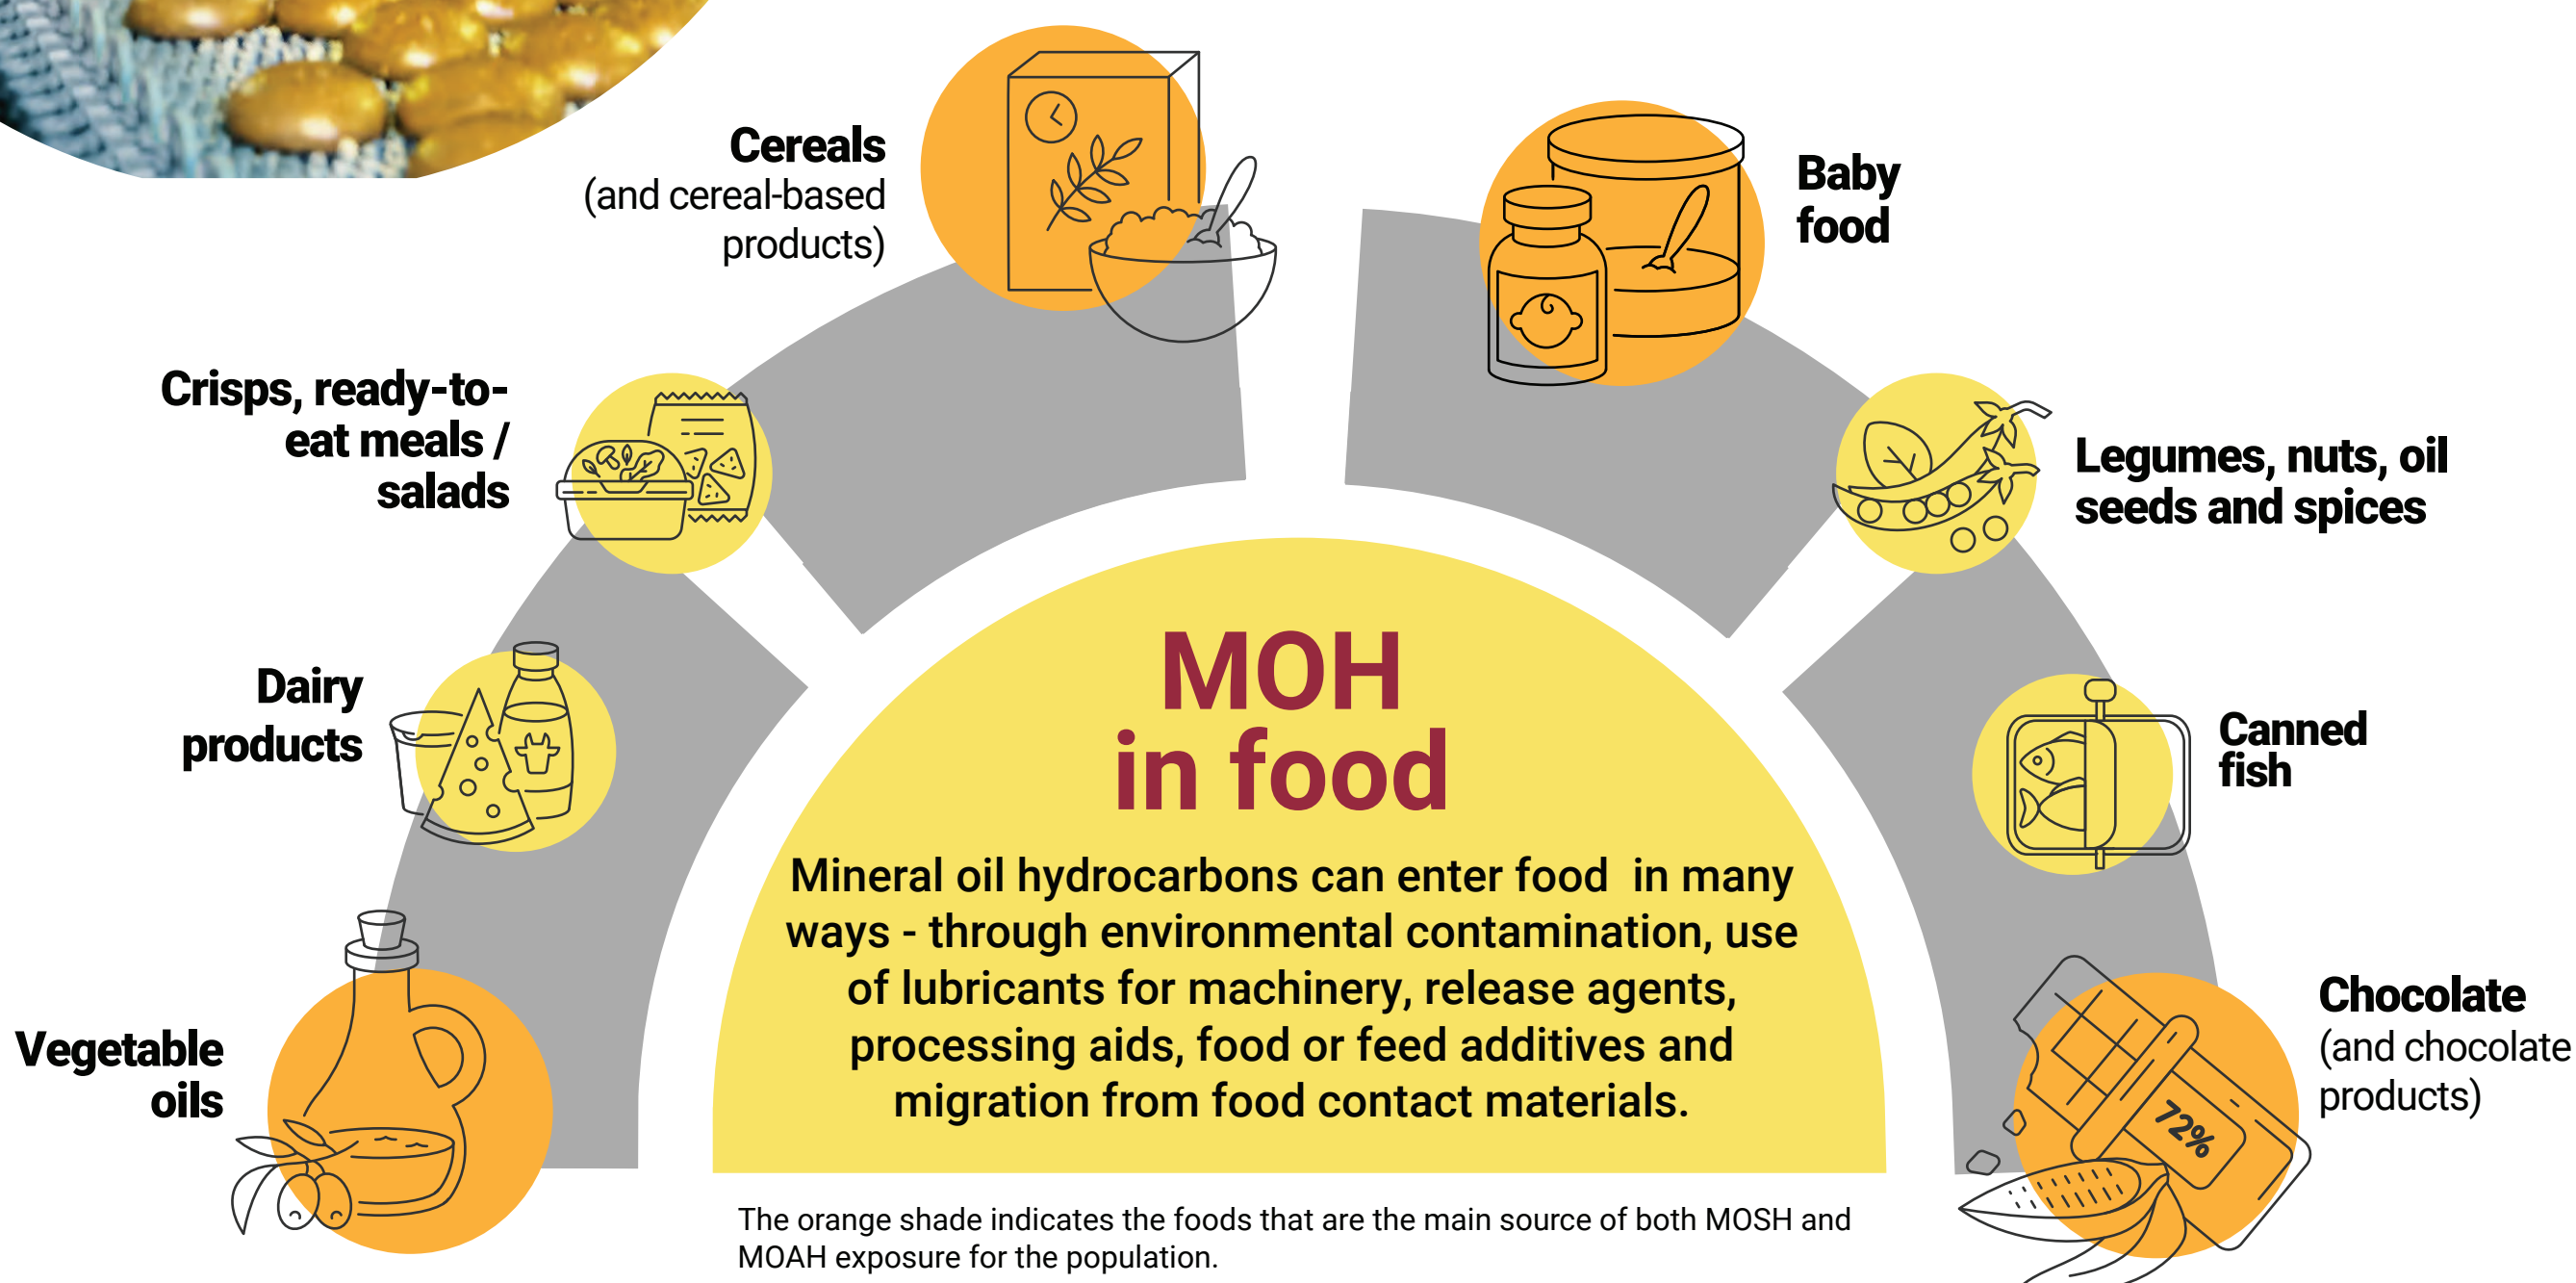 Cereals
(and cereal-based
products)
Baby
food
Crisps, ready-to-
eat meals /
salads
Legumes, nuts, oil
seeds and spices
Dairy
products
Canned
fish
Vegetable
oils
Chocolate
(and chocolate
products)
72%
MOH
in food
Mineral oil hydrocarbons can enter food in many
ways - through environmental contamination, use
of lubricants for machinery, release agents,
processing aids, food or feed additives and
migration from food contact materials.
The orange shade indicates the foods that are the main source of both MOSH and
MOAH exposure for the population.